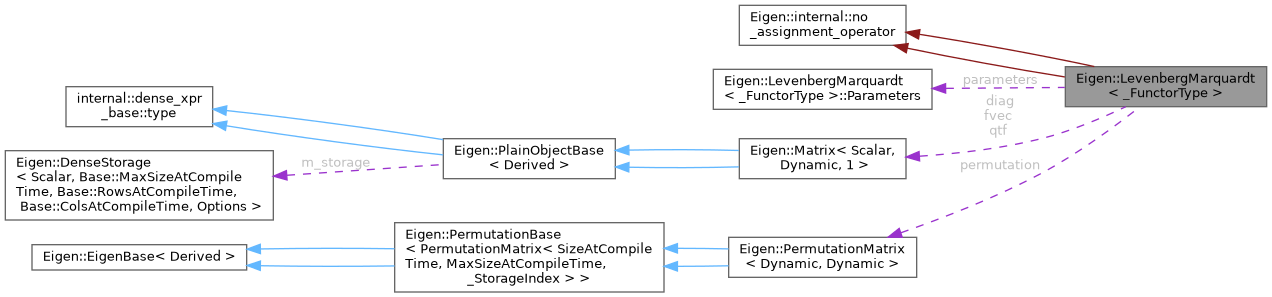 Eigen::internal::no
_assignment_operator
Eigen::LevenbergMarquardt
< _FunctorType >
Eigen::LevenbergMarquardt
< _FunctorType >::Parameters
parameters
internal::dense_xpr
_base::type
diag
fvec
qtf
Eigen::PlainObjectBase
< Derived >
Eigen::Matrix< Scalar,
Dynamic, 1 >
Eigen::DenseStorage
< Scalar, Base::MaxSizeAtCompile
Time, Base::RowsAtCompileTime,
Base::ColsAtCompileTime, Options >
m_storage
permutation
Eigen::PermutationBase
< PermutationMatrix< SizeAtCompile
Time, MaxSizeAtCompileTime,
_StorageIndex > >
Eigen::EigenBase< Derived >
Eigen::PermutationMatrix
< Dynamic, Dynamic >